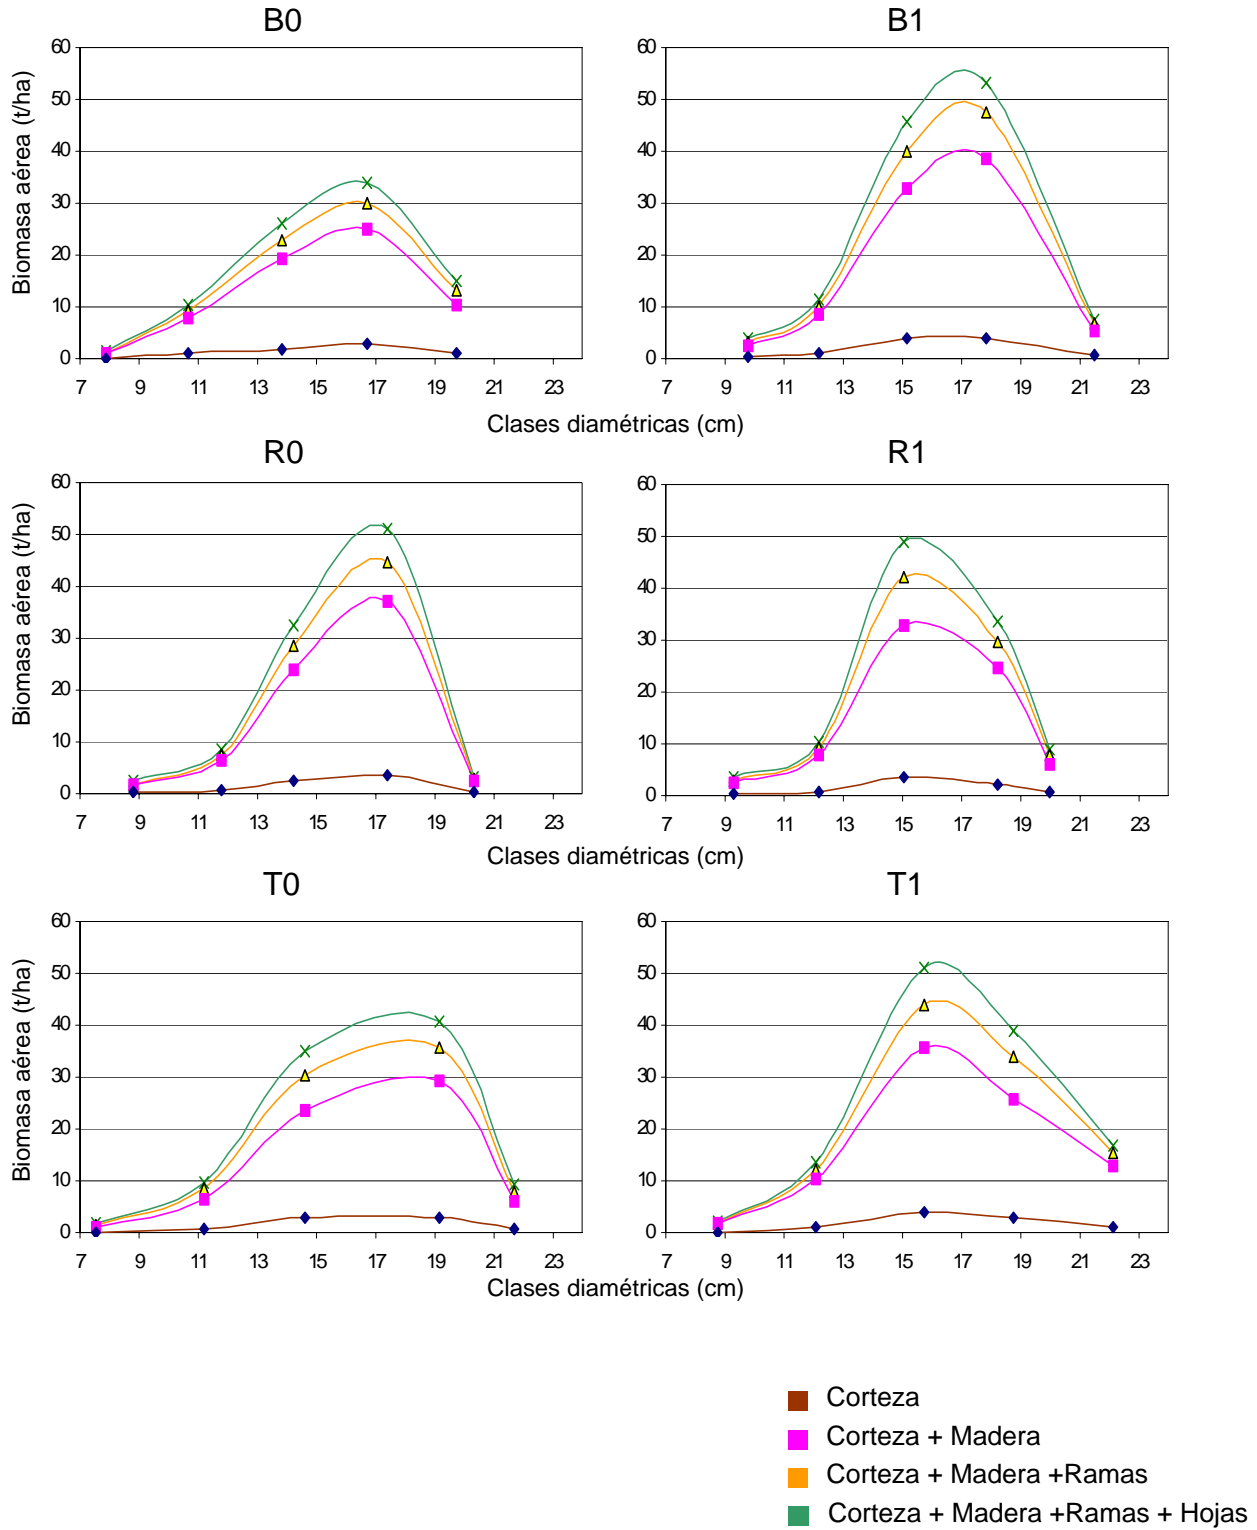 B0
B1
Biomasa aérea (t/ha)
60
50
40
30
20
10
0
7 9 11 13 15 17 19 21 23
60
50
40
30
20
10
0
7 9 11 13 15 17 19 21 23
Clases diamétricas (cm)
R0
R1
Biomasa aérea (t/ha)
60
50
40
30
20
10
0
7 9 11 13 15 17 19 21 23
60
50
40
30
20
10
0
7 9 11 13 15 17 19 21 23
Clases diamétricas (cm)
T0
T1
Biomasa aérea (t/ha)
60
50
40
30
20
10
0
7 9 11 13 15 17 19 21 23
60
50
40
30
20
10
0
7 9 11 13 15 17 19 21 23
Clases diamétricas (cm)
Corteza
Corteza + Madera
Corteza + Madera +Ramas
Corteza + Madera +Ramas + Hojas